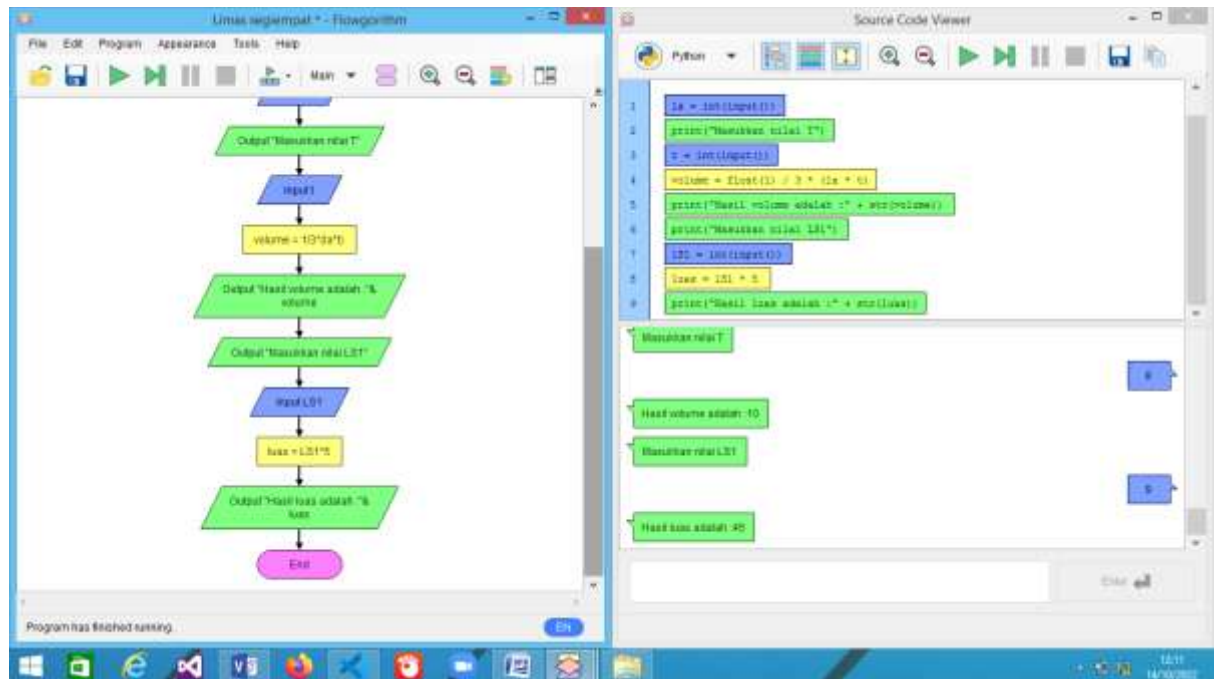 Limas segiempat * - Flowgorithm
File Edit Program Appearance Tools Help
Main
Output "Masukkan nilai T"
Input t
volume = 1/3*(la*t)
Output "Hasil volume adalah :"&
volume
Output "Masukkan nilai LS1"
Input LS1
luas = LS1*5
Output "Hasil luas adalah :"&
luas
End
Program has finished running.
EN
Source Code Viewer
Python
1 la = int(input())
2 print("Masukkan nilai T")
3 t = int(input())
4 volume = float(1) / 3 * (la * t)
5 print("Hasil volume adalah :" + str(volume))
6 print("Masukkan nilai LS1")
7 LS1 = int(input())
8 luas = LS1 * 5
9 print("Hasil luas adalah :" + str(luas))
Masukkan nilai T
Hasil volume adalah :10
Masukkan nilai LS1
9
Hasil luas adalah :45
Enter
12:11
14/10/2022